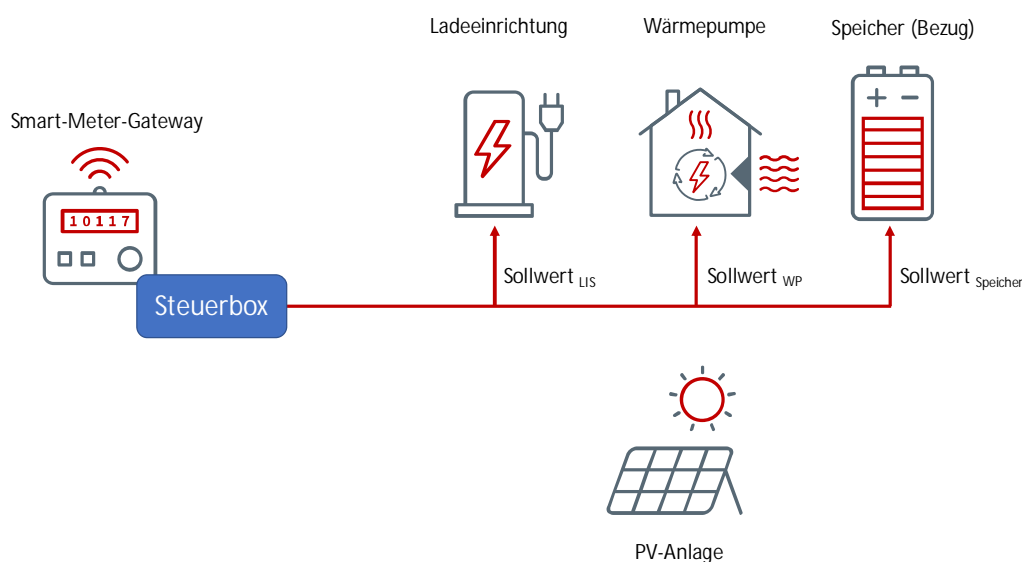 Ladeeinrichtung
Wärmepumpe
Speicher (Bezug)
Smart-Meter-Gateway
+ −
10117
Sollwert LIS
Sollwert WP
Sollwert Speicher
Steuerbox
PV-Anlage